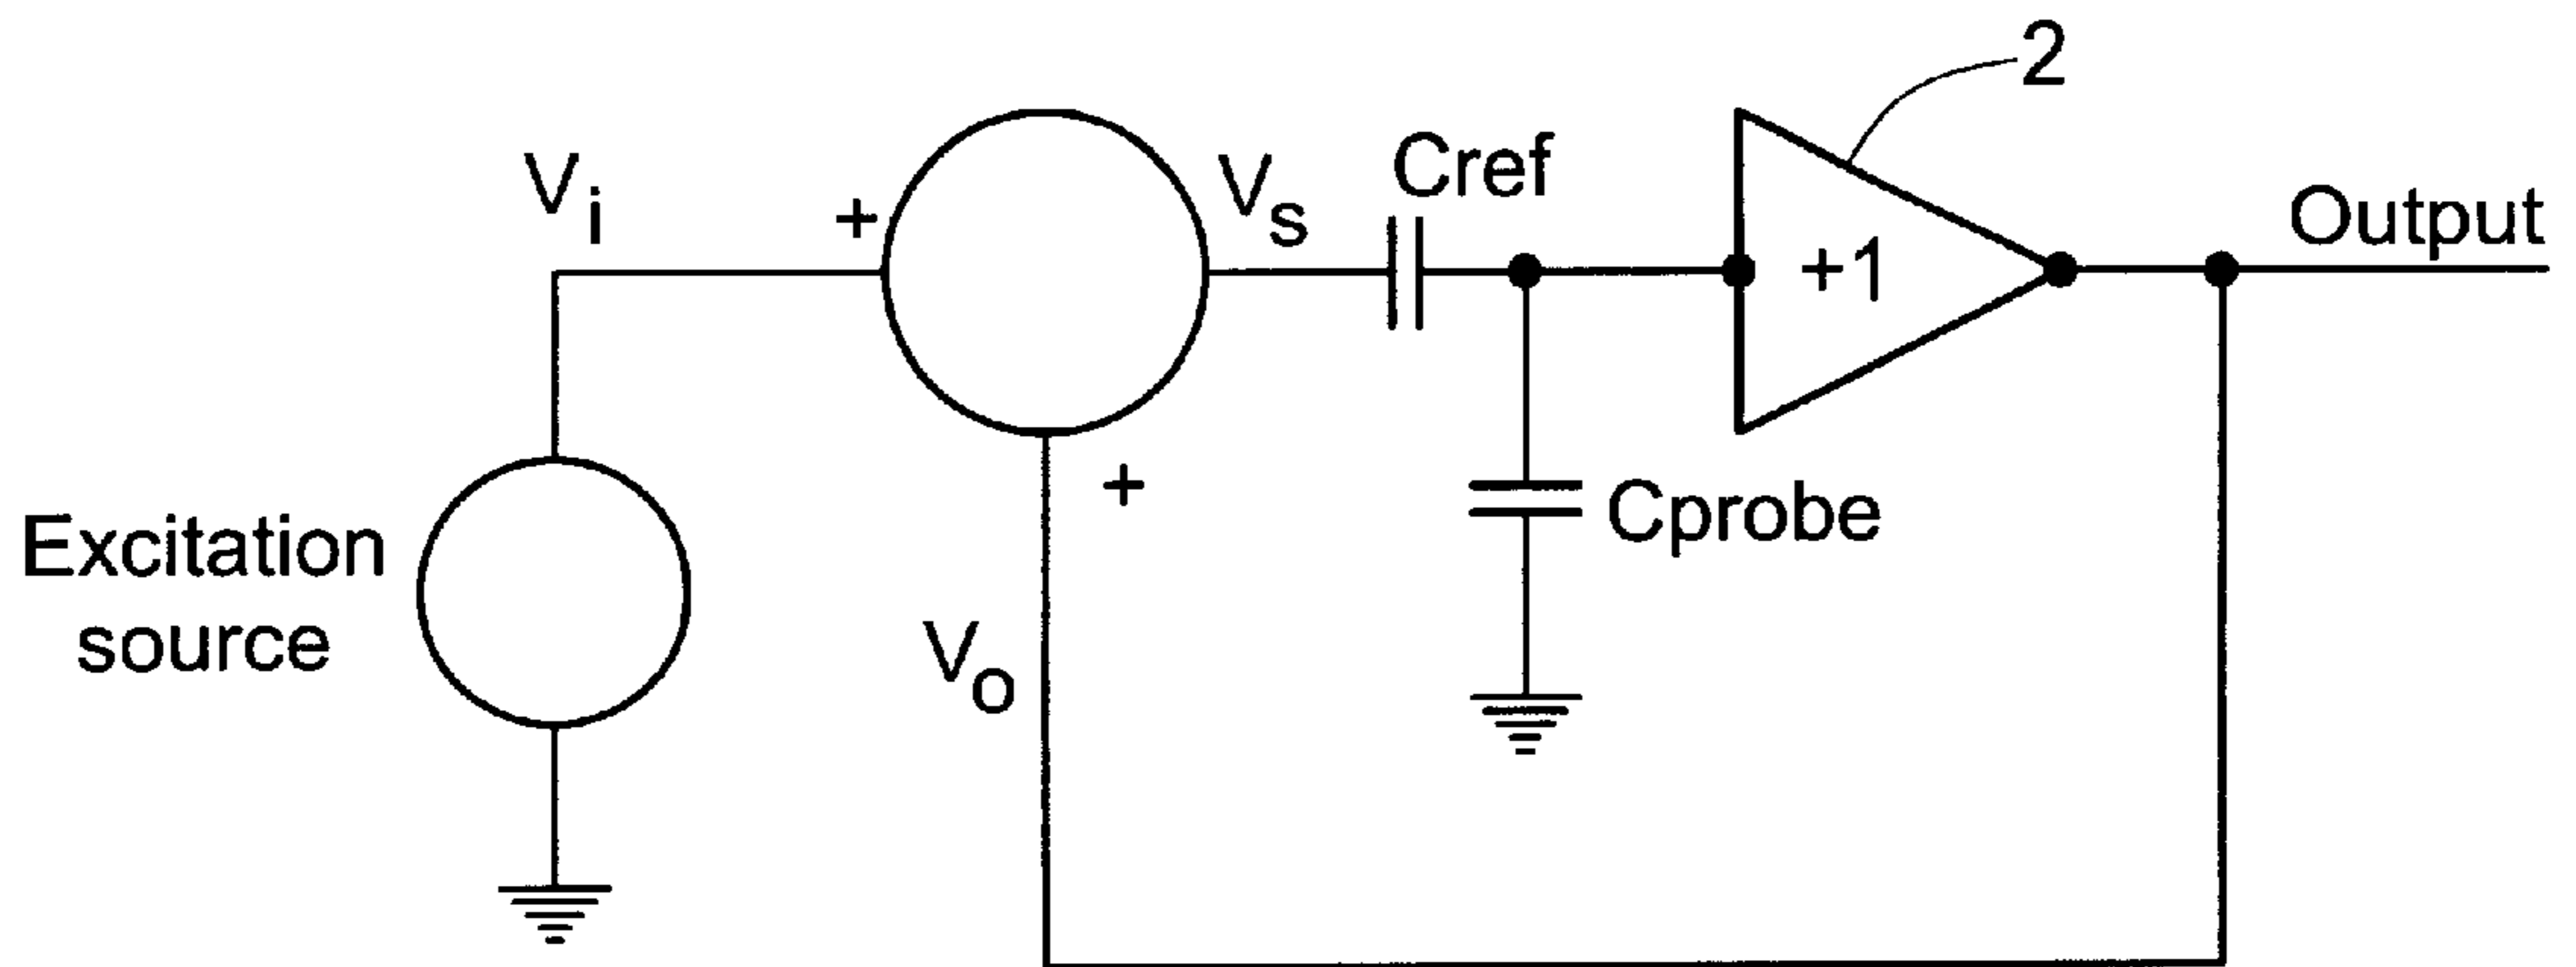 2
Vi
+
Vs
Cref
+1
Output
+
Cprobe
Excitation
source
Vo